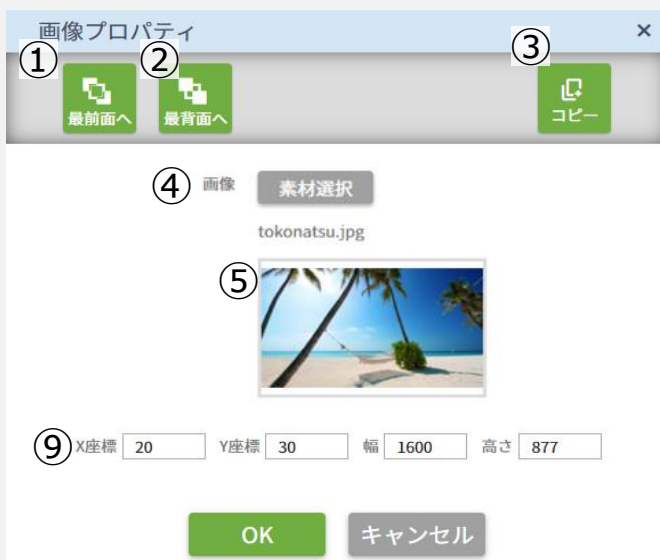 画像プロパティ ×
① ② ③
最前面へ 最背面へ コピー
④ 画像 素材選択
tokonatsu.jpg
⑤
⑨ X座標 20 Y座標 30 幅 1600 高さ 877
OK キャンセル